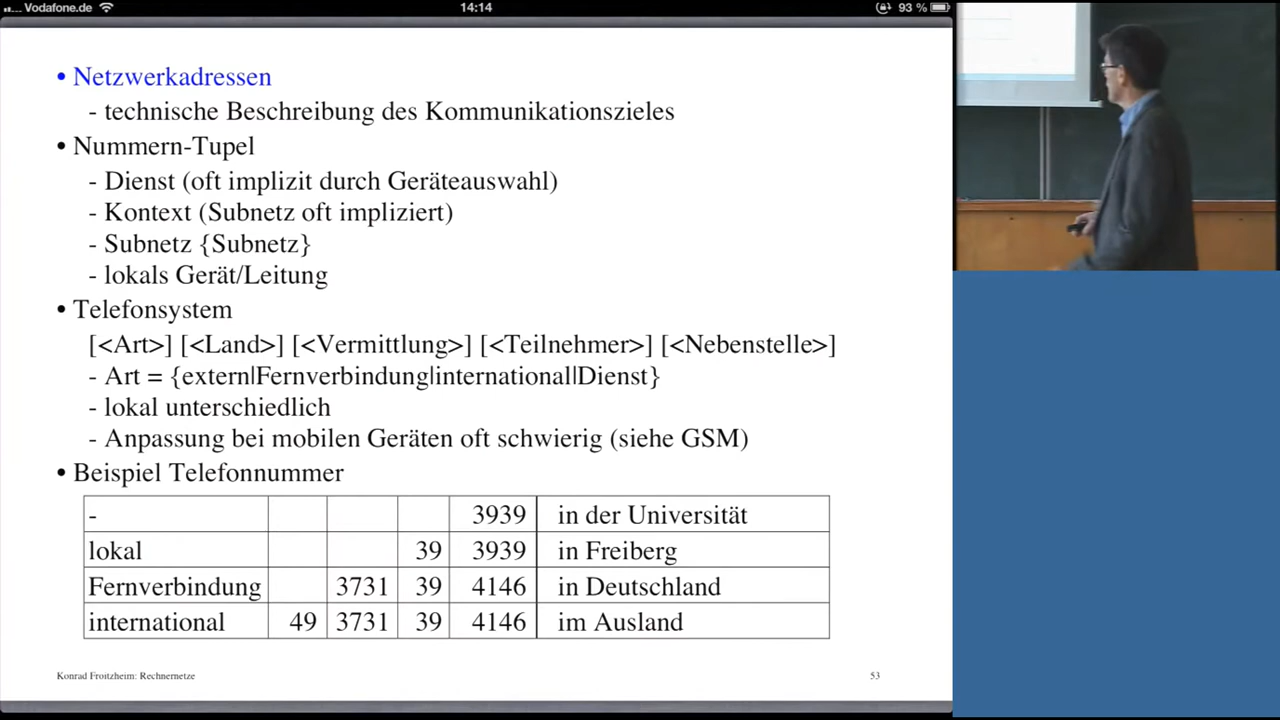 Vodafone.de 14:14 93 %
• Netzwerkadressen
- technische Beschreibung des Kommunikationszieles
• Nummern-Tupel
- Dienst (oft implizit durch Geräteauswahl)
- Kontext (Subnetz oft impliziert)
- Subnetz {Subnetz}
- lokals Gerät/Leitung
• Telefonsystem
[<Art>] [<Land>] [<Vermittlung>] [<Teilnehmer>] [<Nebenstelle>]
- Art = {extern|Fernverbindung|international|Dienst}
- lokal unterschiedlich
- Anpassung bei mobilen Geräten oft schwierig (siehe GSM)
• Beispiel Telefonnummer
- 3939 in der Universität
lokal 39 3939 in Freiberg
Fernverbindung 3731 39 4146 in Deutschland
international 49 3731 39 4146 im Ausland
Konrad Froitzheim: Rechnernetze 53